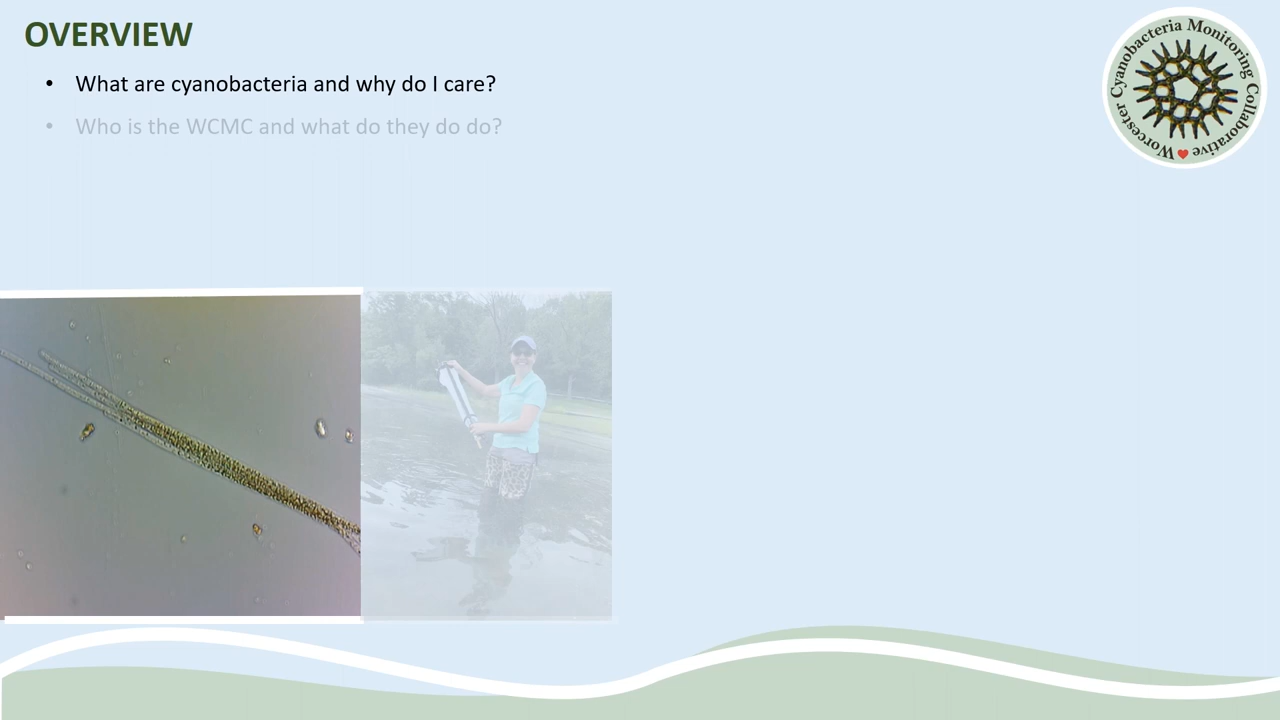 OVERVIEW
• What are cyanobacteria and why do I care?
• Who is the WCMC and what do they do do?
Worcester Cyanobacteria Monitoring Collaborative